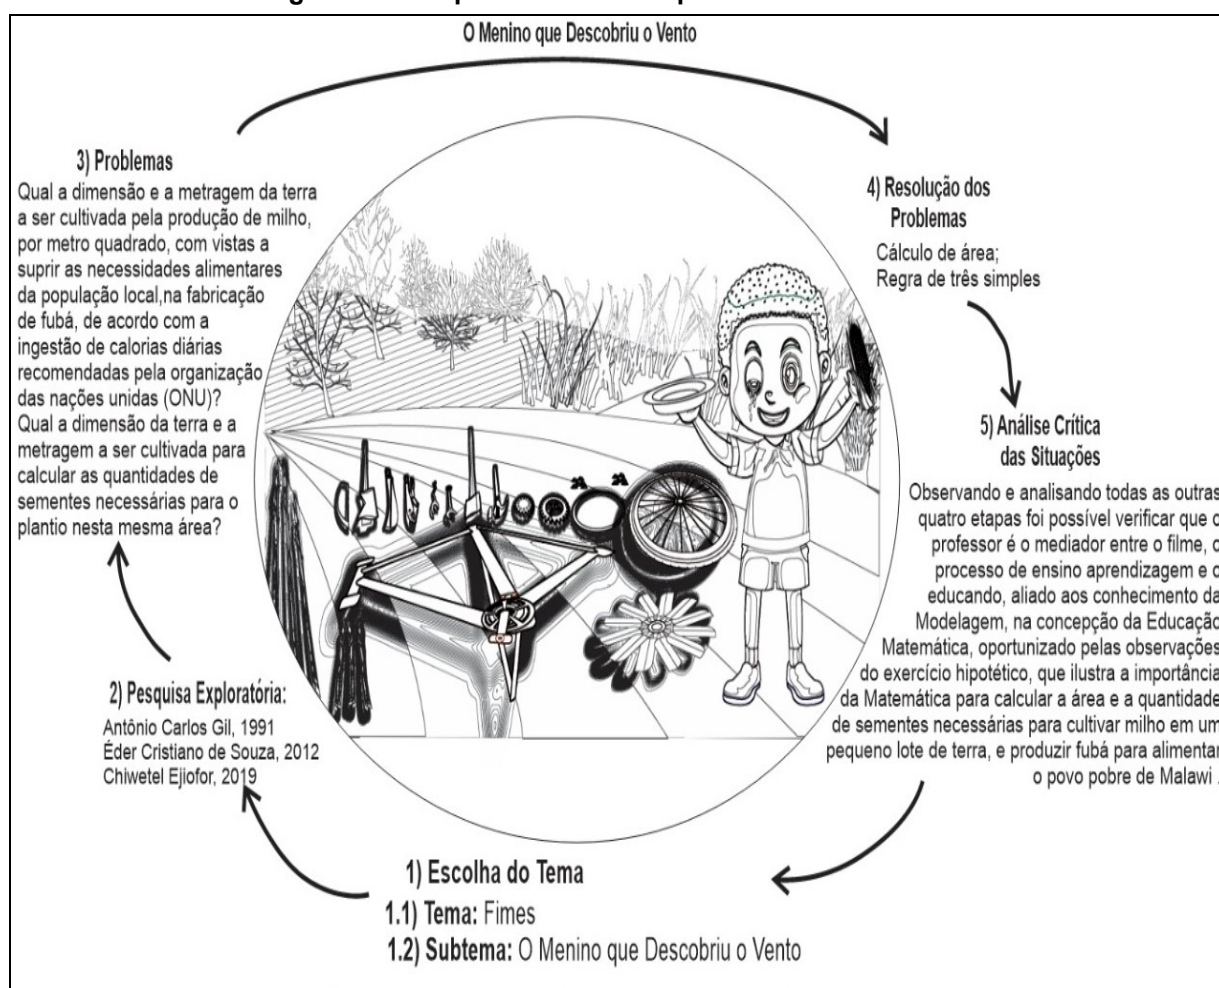 O Menino que Descobriu o Vento
3) Problemas
Qual a dimensão e a metragem da terra
a ser cultivada pela produção de milho,
por metro quadrado, com vistas a
suprir as necessidades alimentares
da população local,na fabricação
de fubá, de acordo com a
ingestão de calorias diárias
recomendadas pela organização
das nações unidas (ONU)?
Qual a dimensão da terra e a
metragem a ser cultivada para
calcular as quantidades de
sementes necessárias para o
plantio nesta mesma área?
4) Resolução dos
Problemas
Cálculo de área;
Regra de três simples
5) Análise Crítica
das Situações
Observando e analisando todas as outras
quatro etapas foi possível verificar que o
professor é o mediador entre o filme, o
processo de ensino aprendizagem e o
educando, aliado aos conhecimento da
Modelagem, na concepção da Educação
Matemática, oportunizado pelas observações
do exercício hipotético, que ilustra a importância
da Matemática para calcular a área e a quantidade
de sementes necessárias para cultivar milho em um
pequeno lote de terra, e produzir fubá para alimentar
o povo pobre de Malawi .
2) Pesquisa Exploratória:
Antônio Carlos Gil, 1991
Éder Cristiano de Souza, 2012
Chiwetel Ejiofor, 2019
1) Escolha do Tema
1.1) Tema: Fimes
1.2) Subtema: O Menino que Descobriu o Vento